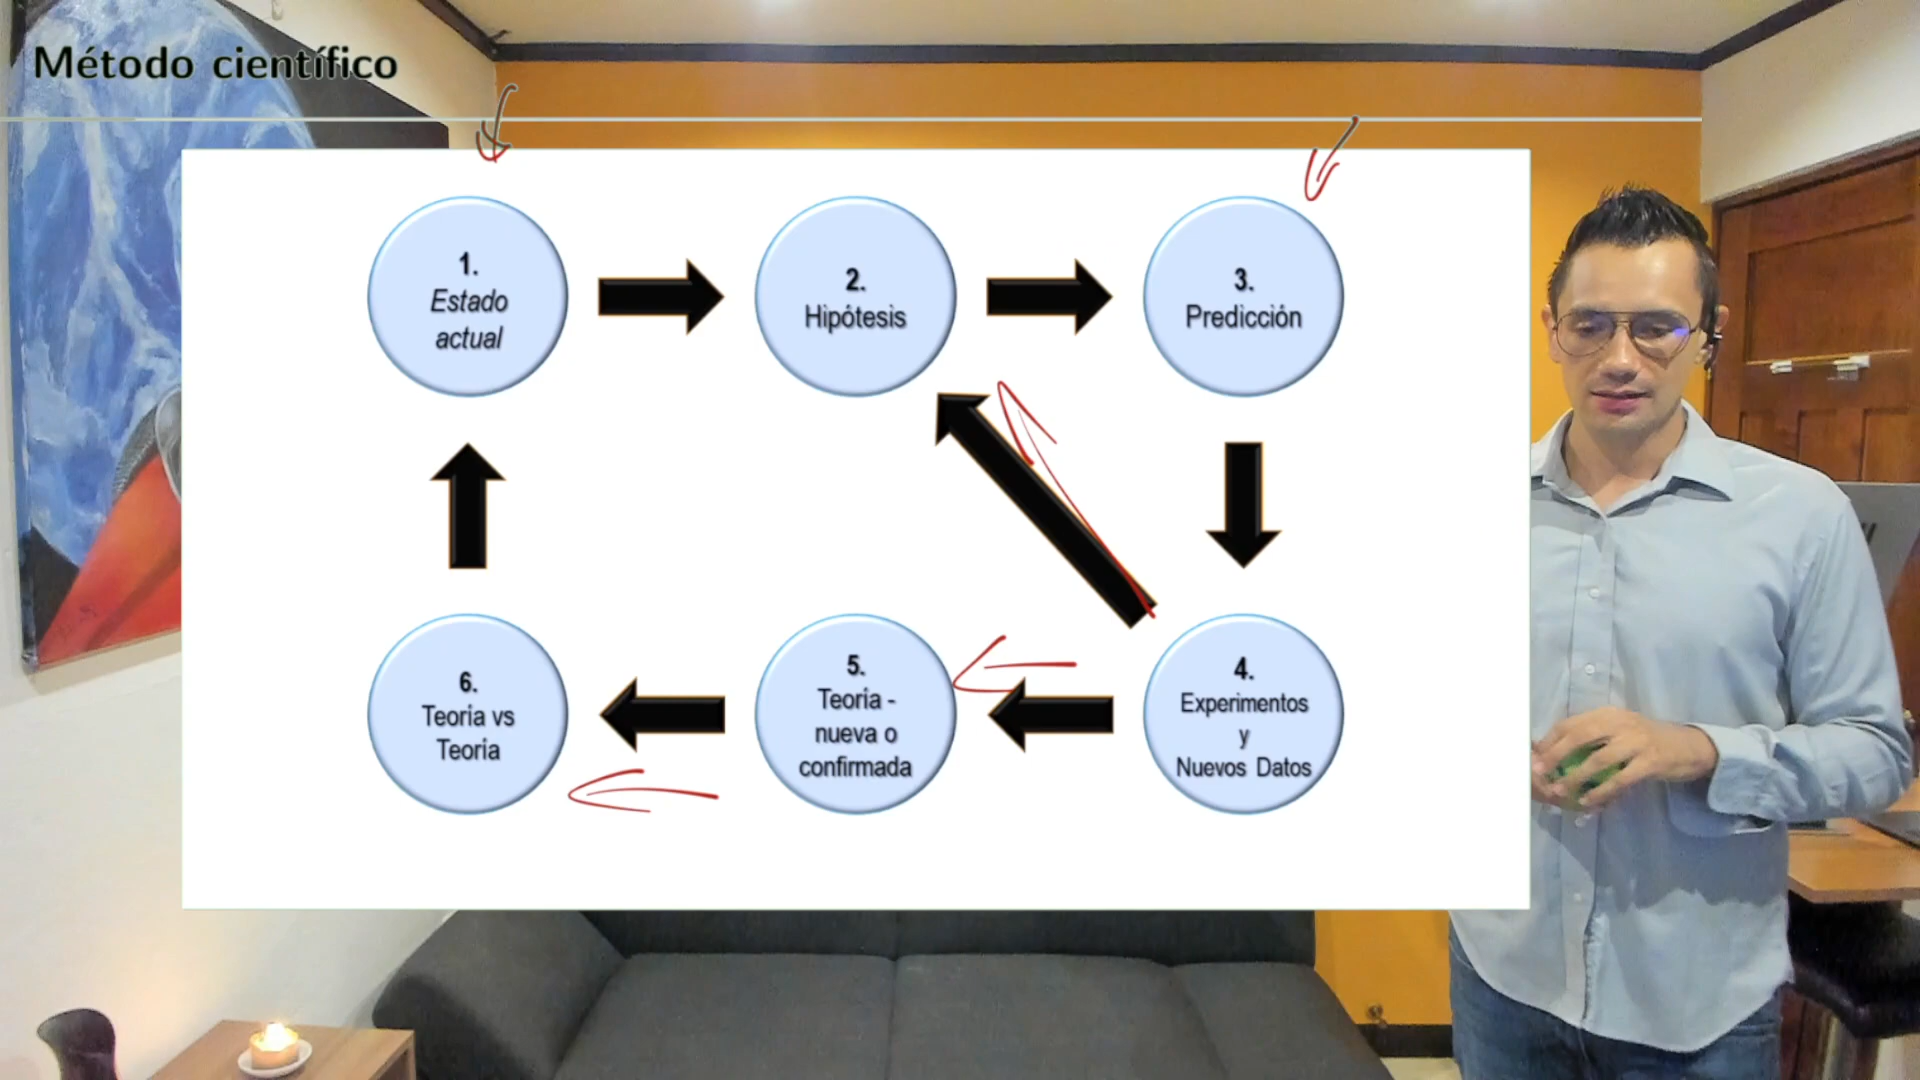 Método científico
1.
Estado
actual
2.
Hipótesis
3.
Predicción
4.
Experimentos
y
Nuevos Datos
5.
Teoria -
nueva o
confirmada
6.
Teoria vs
Teoria